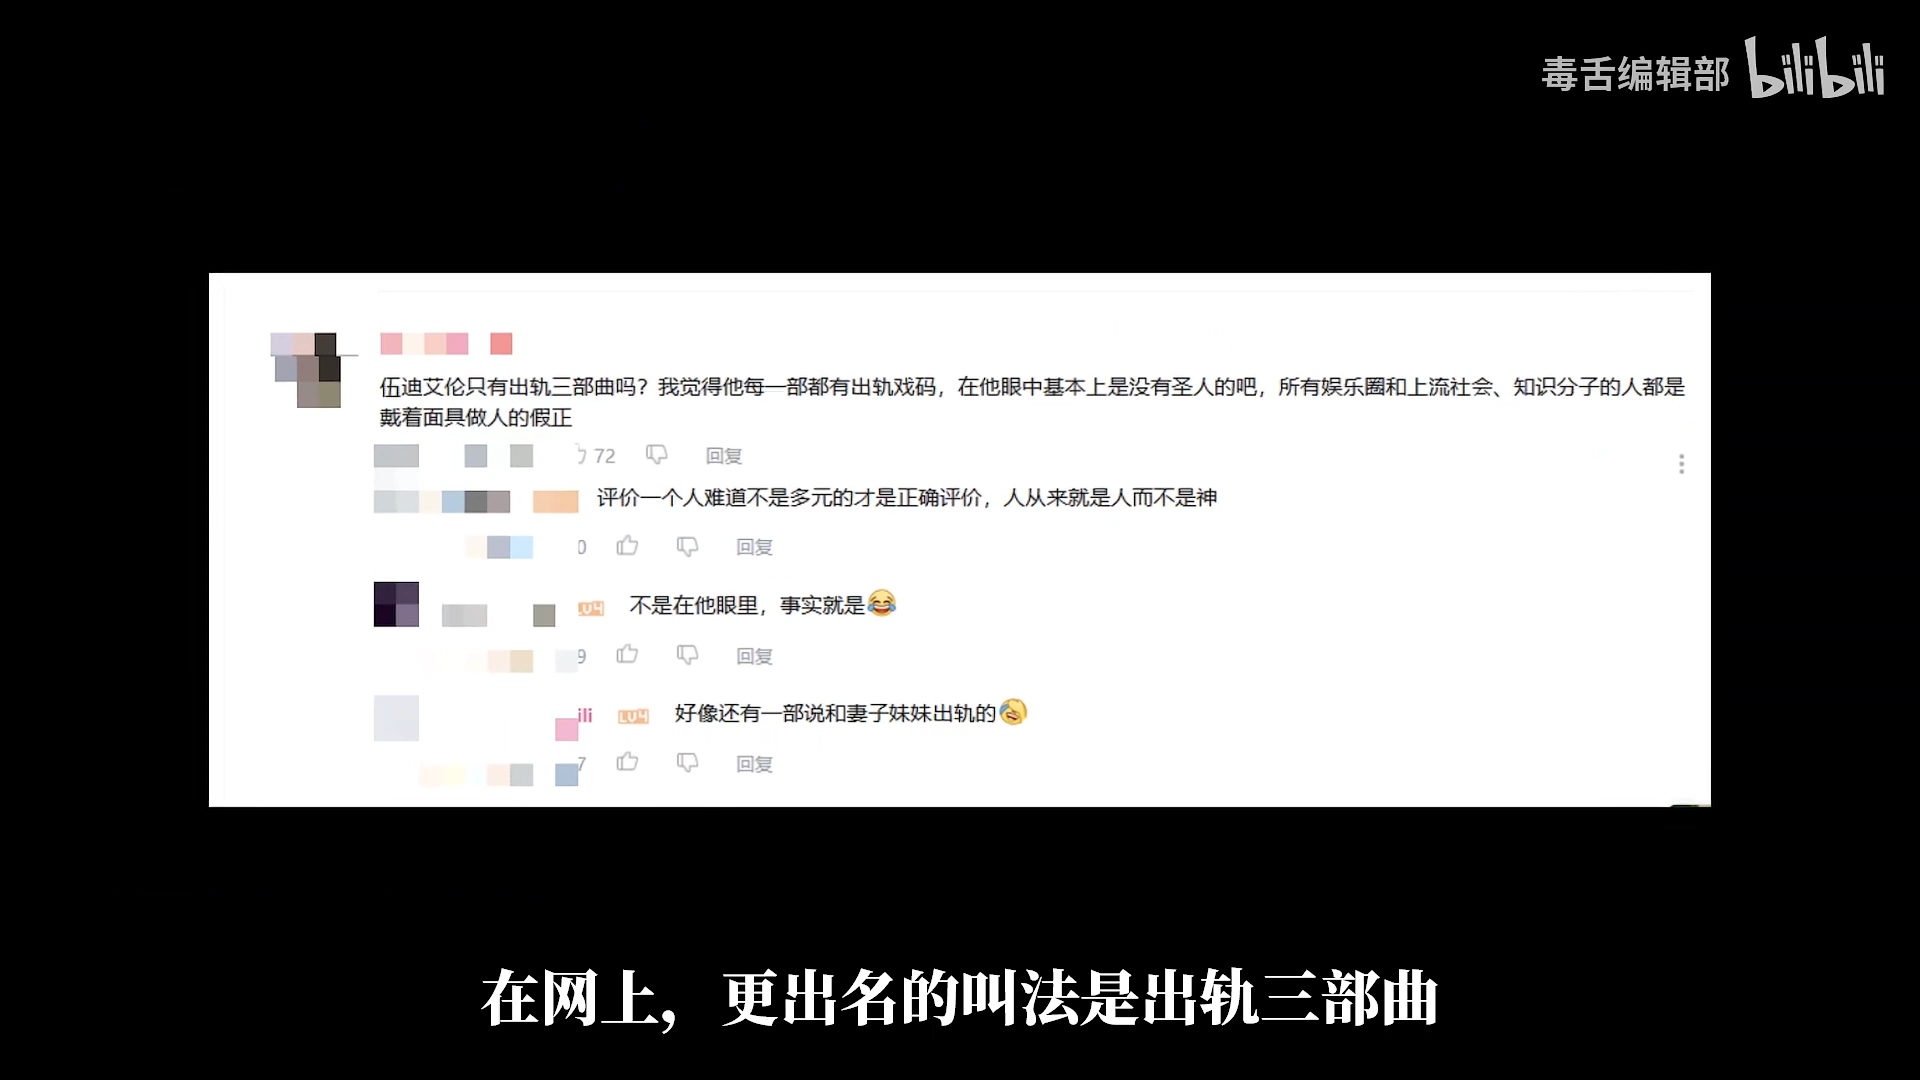 毒舌编辑部 bilibili
伍迪艾伦只有出轨三部曲吗？我觉得他每一部都有出轨戏码，在他眼中基本上是没有圣人的吧，所有娱乐圈和上流社会、知识分子的人都是
戴着面具做人的假正
72 回复
评价一个人难道不是多元的才是正确评价，人从来就是人而不是神
0 回复
LV4 不是在他眼里，事实就是😂
9 回复
ili LV4 好像还有一部说和妻子妹妹出轨的
7 回复
在网上，更出名的叫法是出轨三部曲